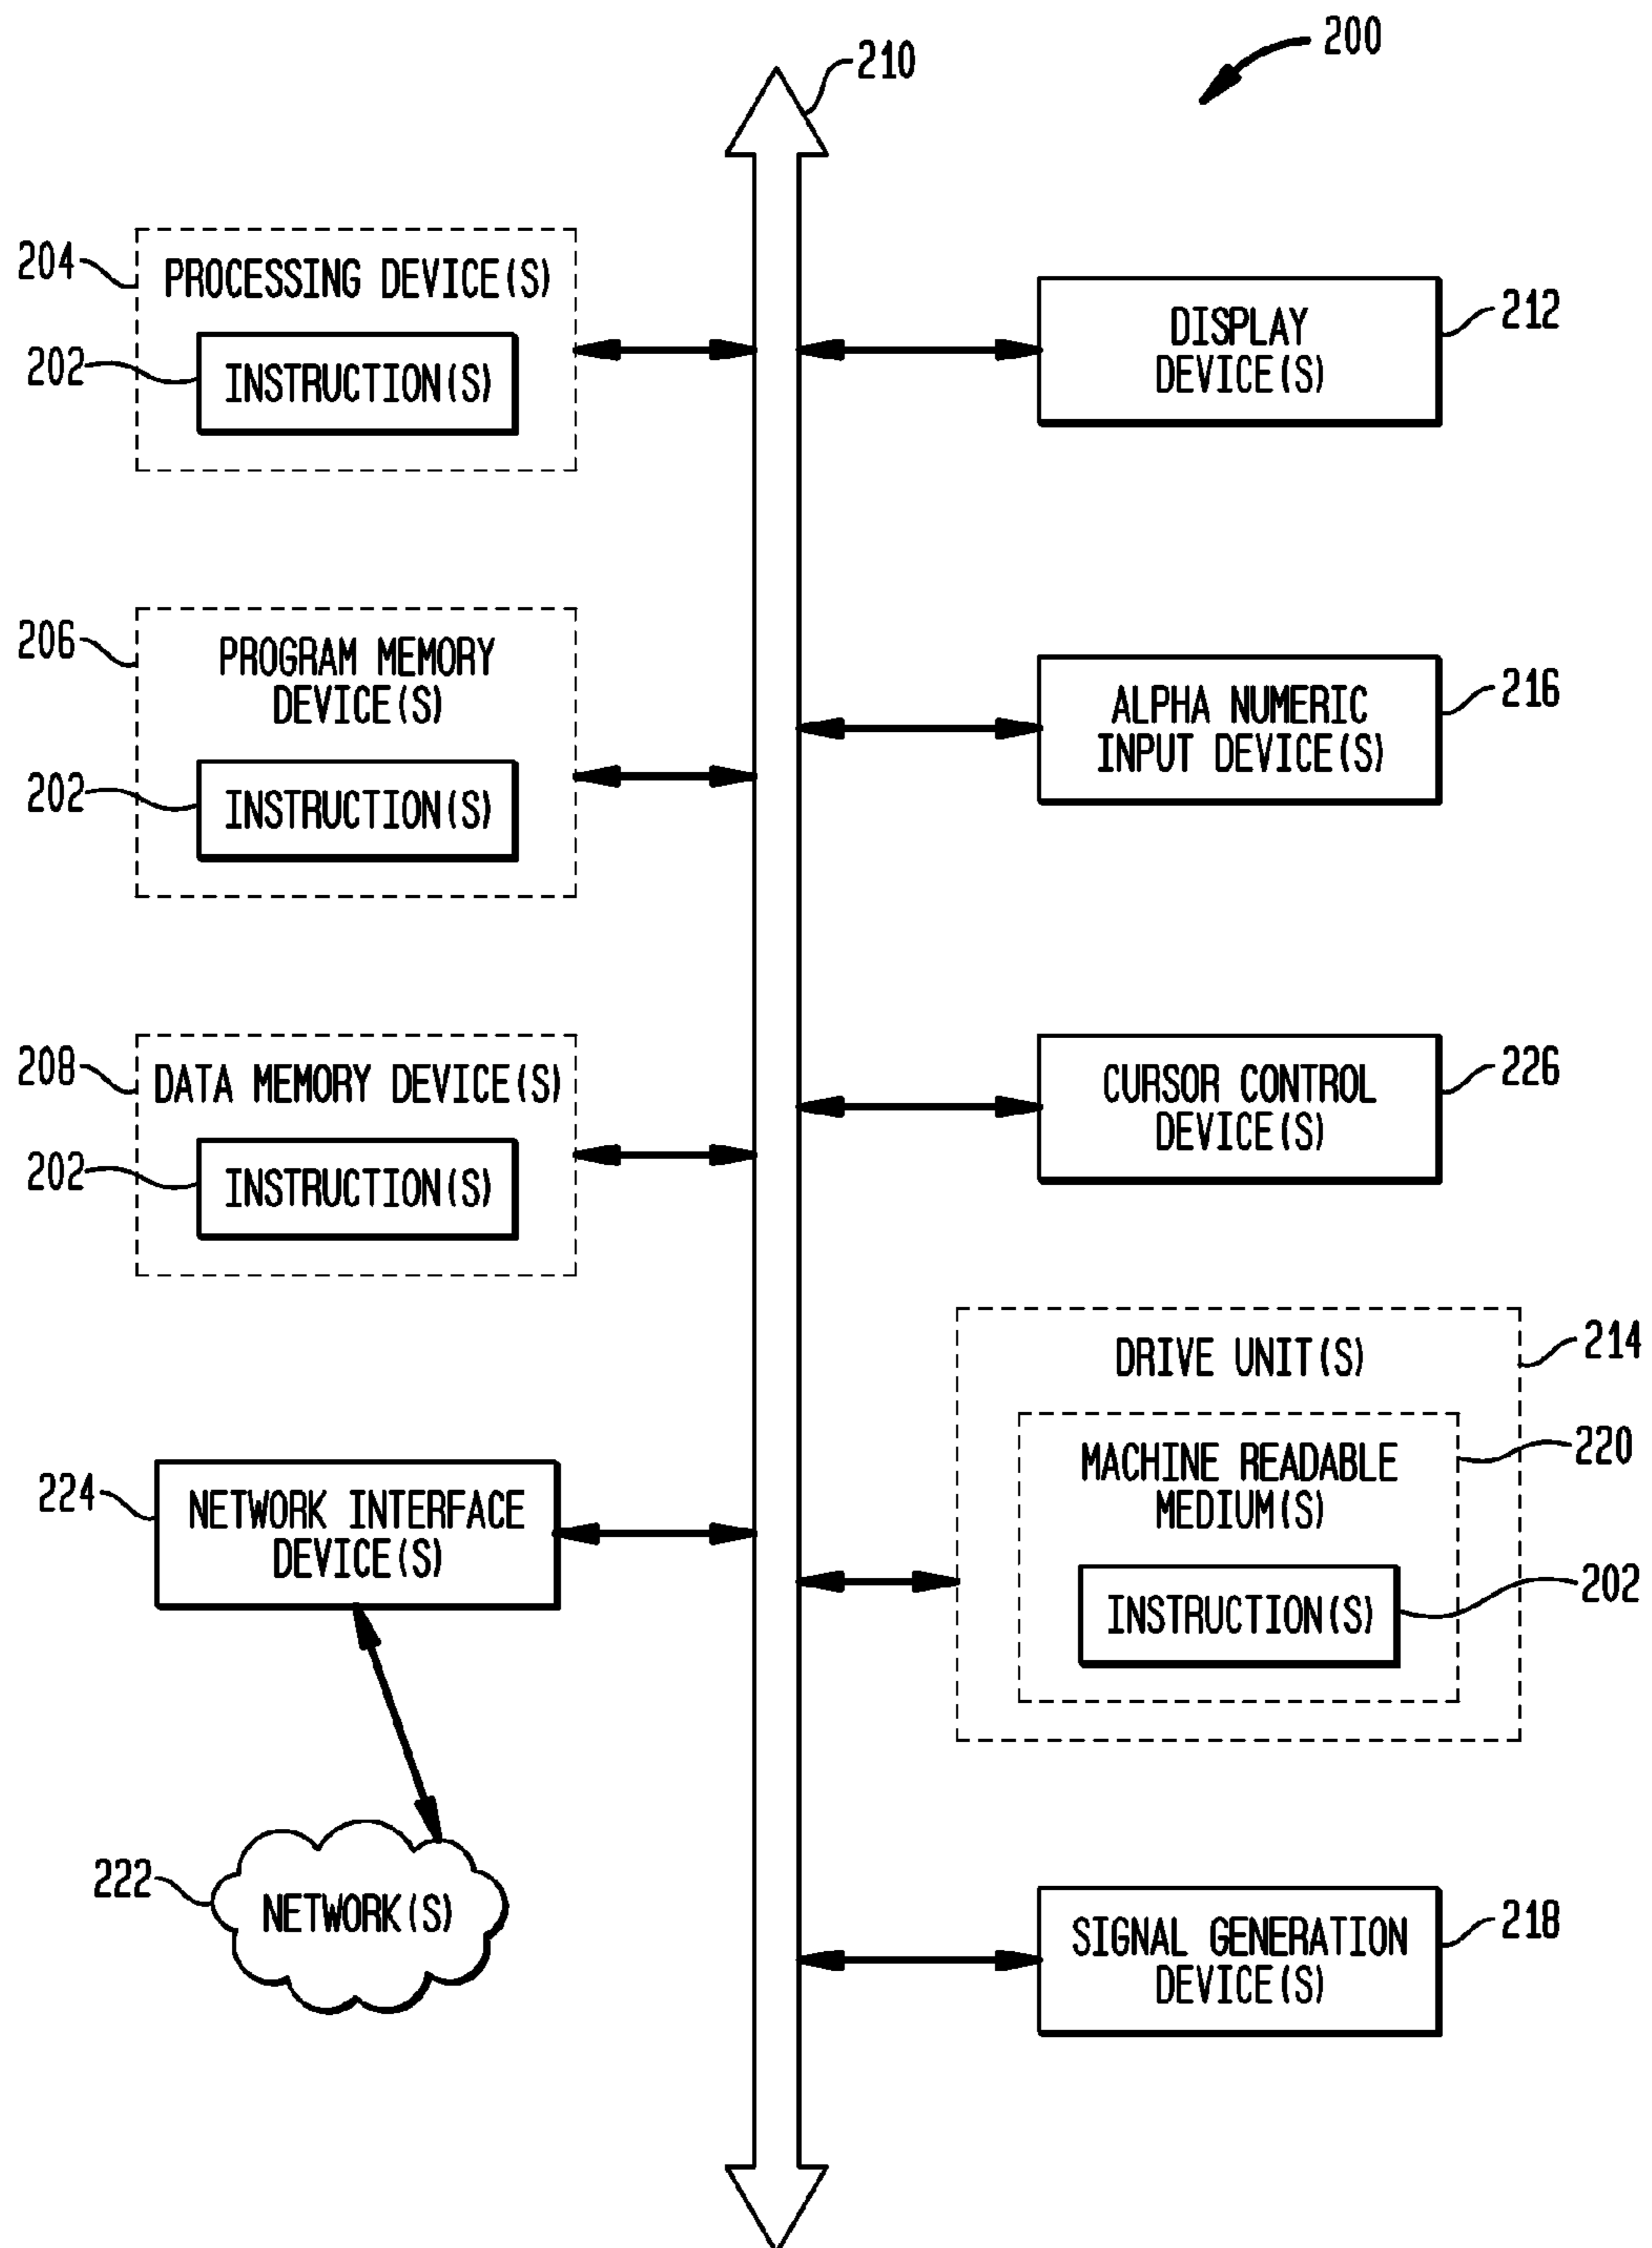 200
210
204
PROCESSING DEVICE(S)
202
INSTRUCTION(S)
DISPLAY
DEVICE(S)
212
206
PROGRAM MEMORY
DEVICE(S)
202
INSTRUCTION(S)
ALPHA NUMERIC
INPUT DEVICE(S)
216
208
DATA MEMORY DEVICE(S)
202
INSTRUCTION(S)
CURSOR CONTROL
DEVICE(S)
226
DRIVE UNIT(S)
214
MACHINE READABLE
MEDIUM(S)
220
INSTRUCTION(S)
202
224
NETWORK INTERFACE
DEVICE(S)
222
NETWORK(S)
SIGNAL GENERATION
DEVICE(S)
218